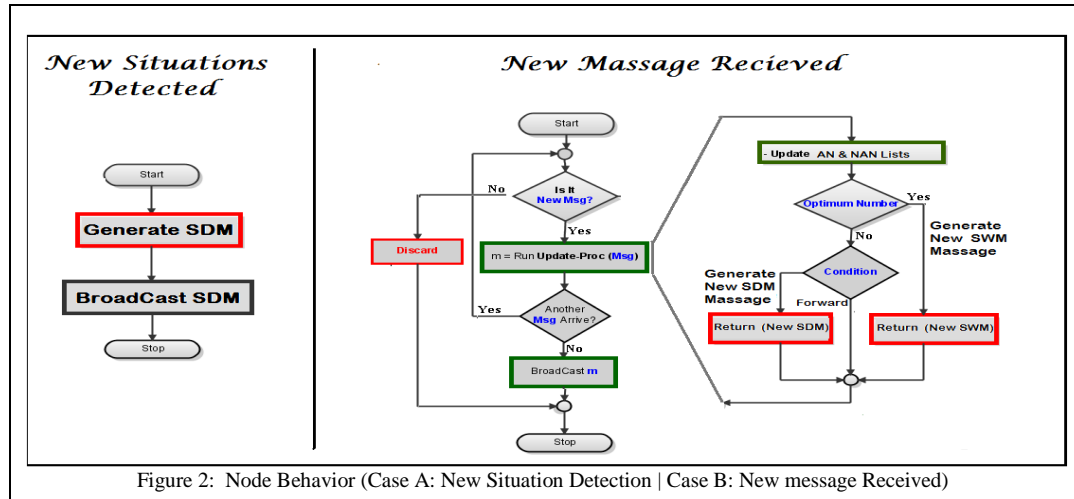 New Situations
Detected
Start
Generate SDM
BroadCast SDM
Stop
New Massage Recieved
Start
Is It
New Msg?
No
Yes
Discard
m = Run Update-Proc (Msg)
Another
Msg Arrive?
Yes
No
BroadCast m
Stop
- Update AN & NAN Lists
Optimum Number
Yes
No
Generate
New SWM
Massage
Condition
Generate
New SDM
Massage
Forward
Return (New SDM)
Return (New SWM)
Figure 2: Node Behavior (Case A: New Situation Detection | Case B: New message Received)